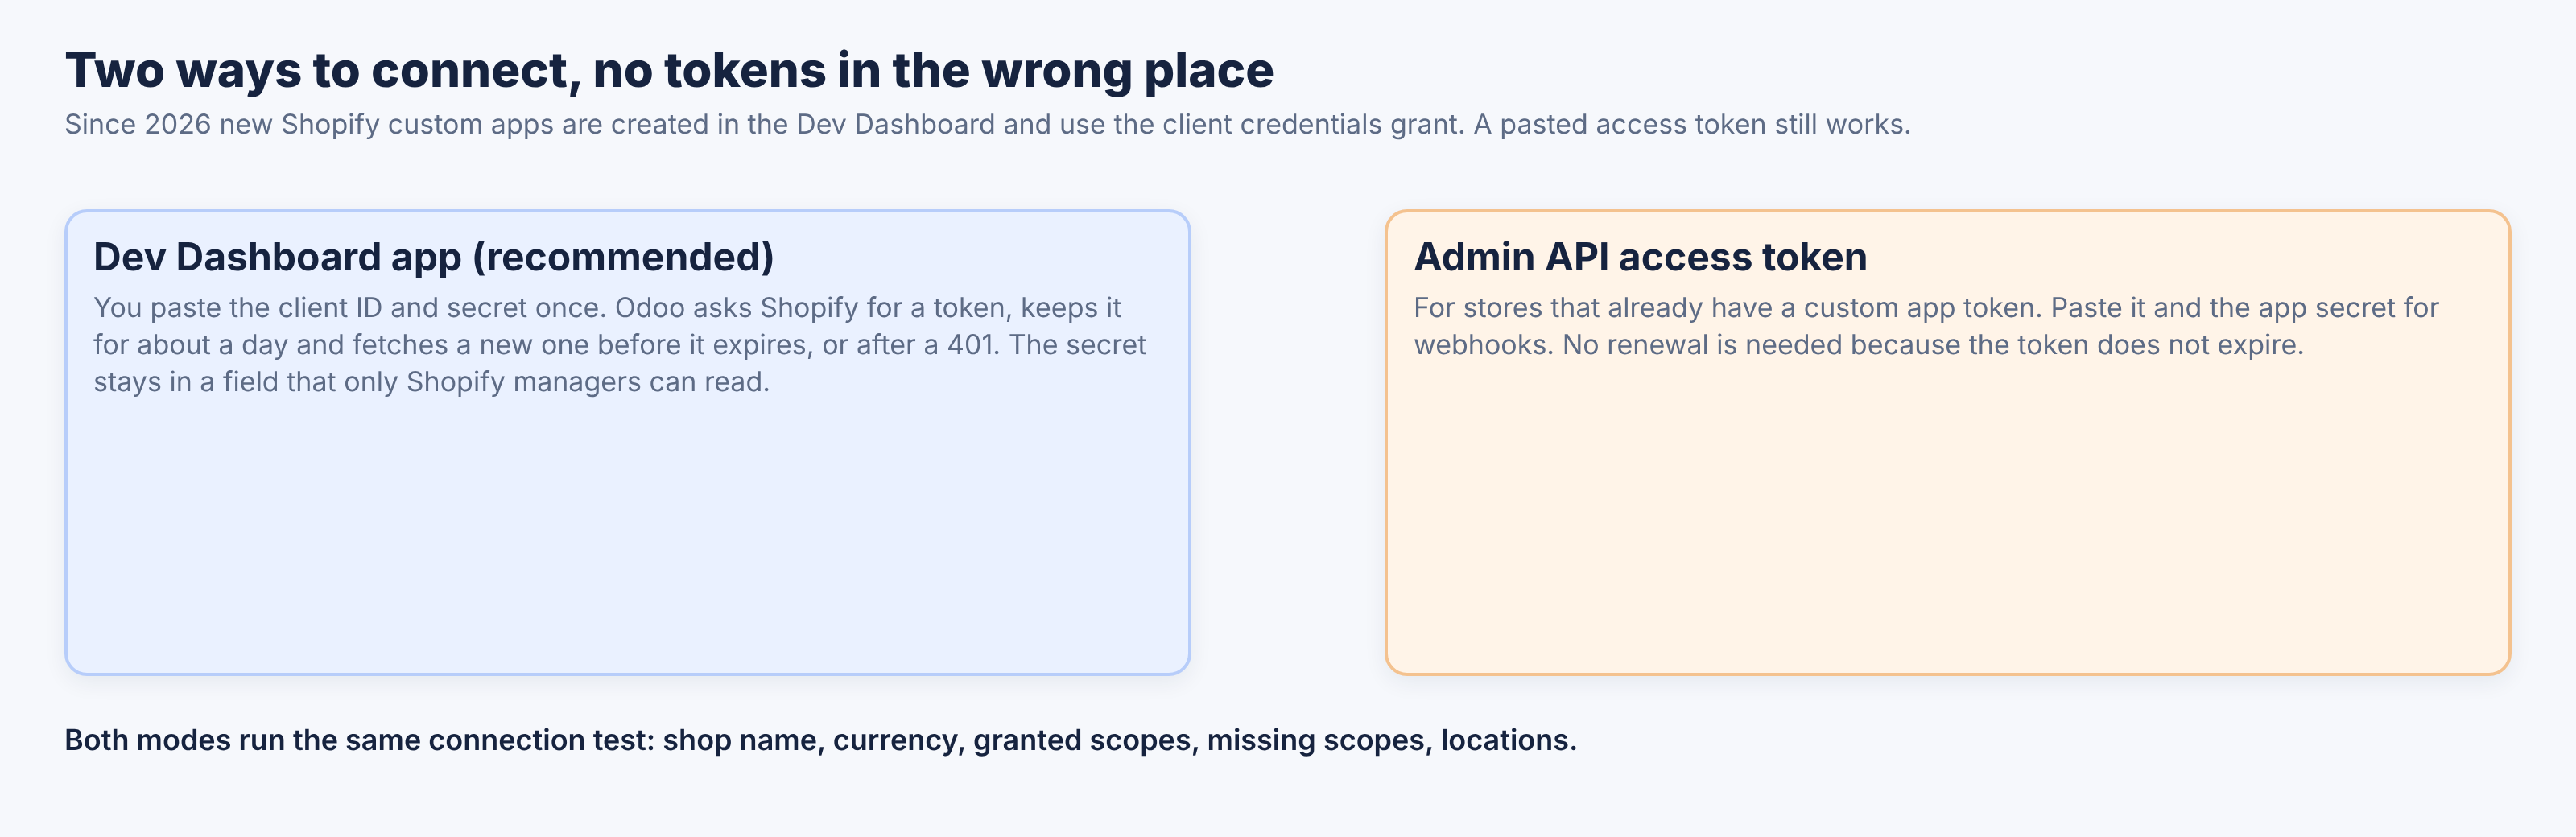 Two ways to connect, no tokens in the wrong place
Since 2026 new Shopify custom apps are created in the Dev Dashboard and use the client credentials grant. A pasted access token still works.
Dev Dashboard app (recommended)
You paste the client ID and secret once. Odoo asks Shopify for a token, keeps it
for about a day and fetches a new one before it expires, or after a 401. The secret
stays in a field that only Shopify managers can read.
Admin API access token
For stores that already have a custom app token. Paste it and the app secret for
webhooks. No renewal is needed because the token does not expire.
Both modes run the same connection test: shop name, currency, granted scopes, missing scopes, locations.